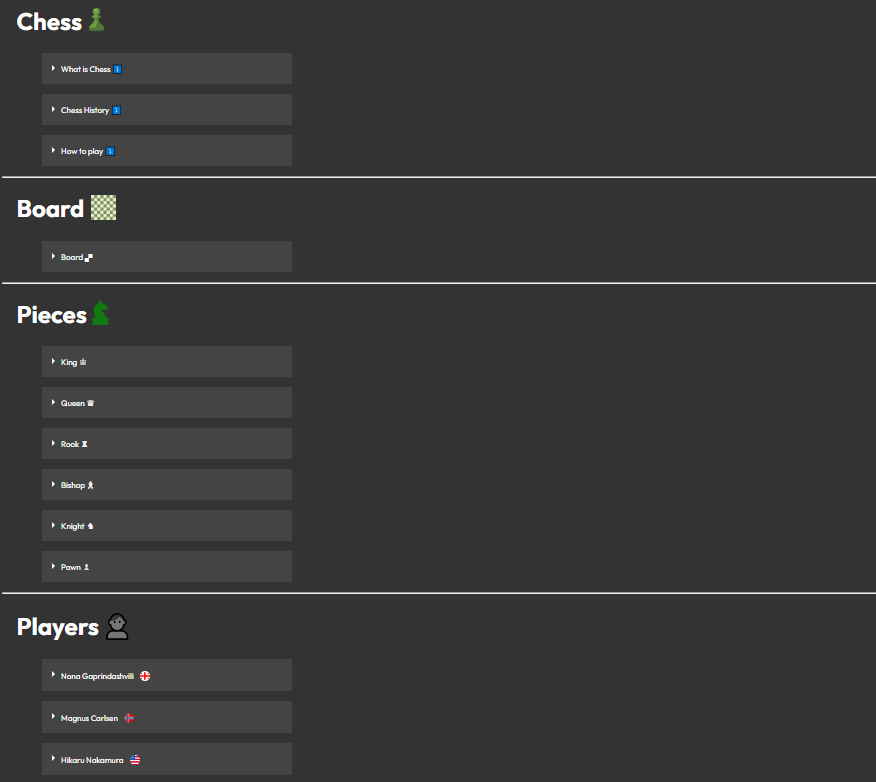 Chess
What is Chess
Chess History
How to play
Board
Board
Pieces
King
Queen
Rook
Bishop
Knight
Pawn
Players
Nona Gaprindashvili
Magnus Carlsen
Hikaru Nakamura